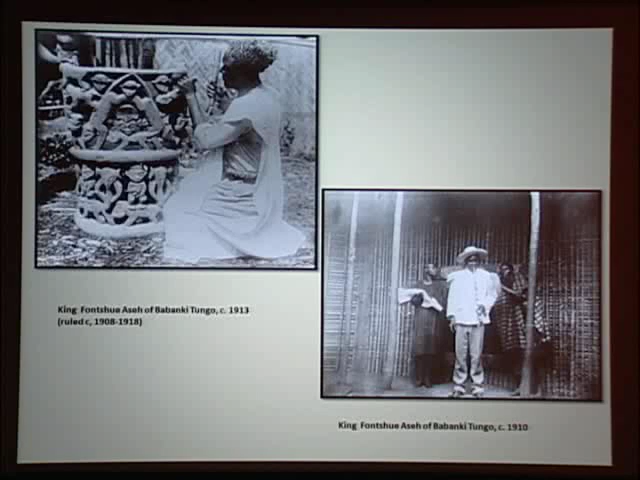 King Fontshue Aseh of Babanki Tungo, c. 1913
(ruled c, 1908-1918)
King Fontshue Aseh of Babanki Tungo, c. 1910